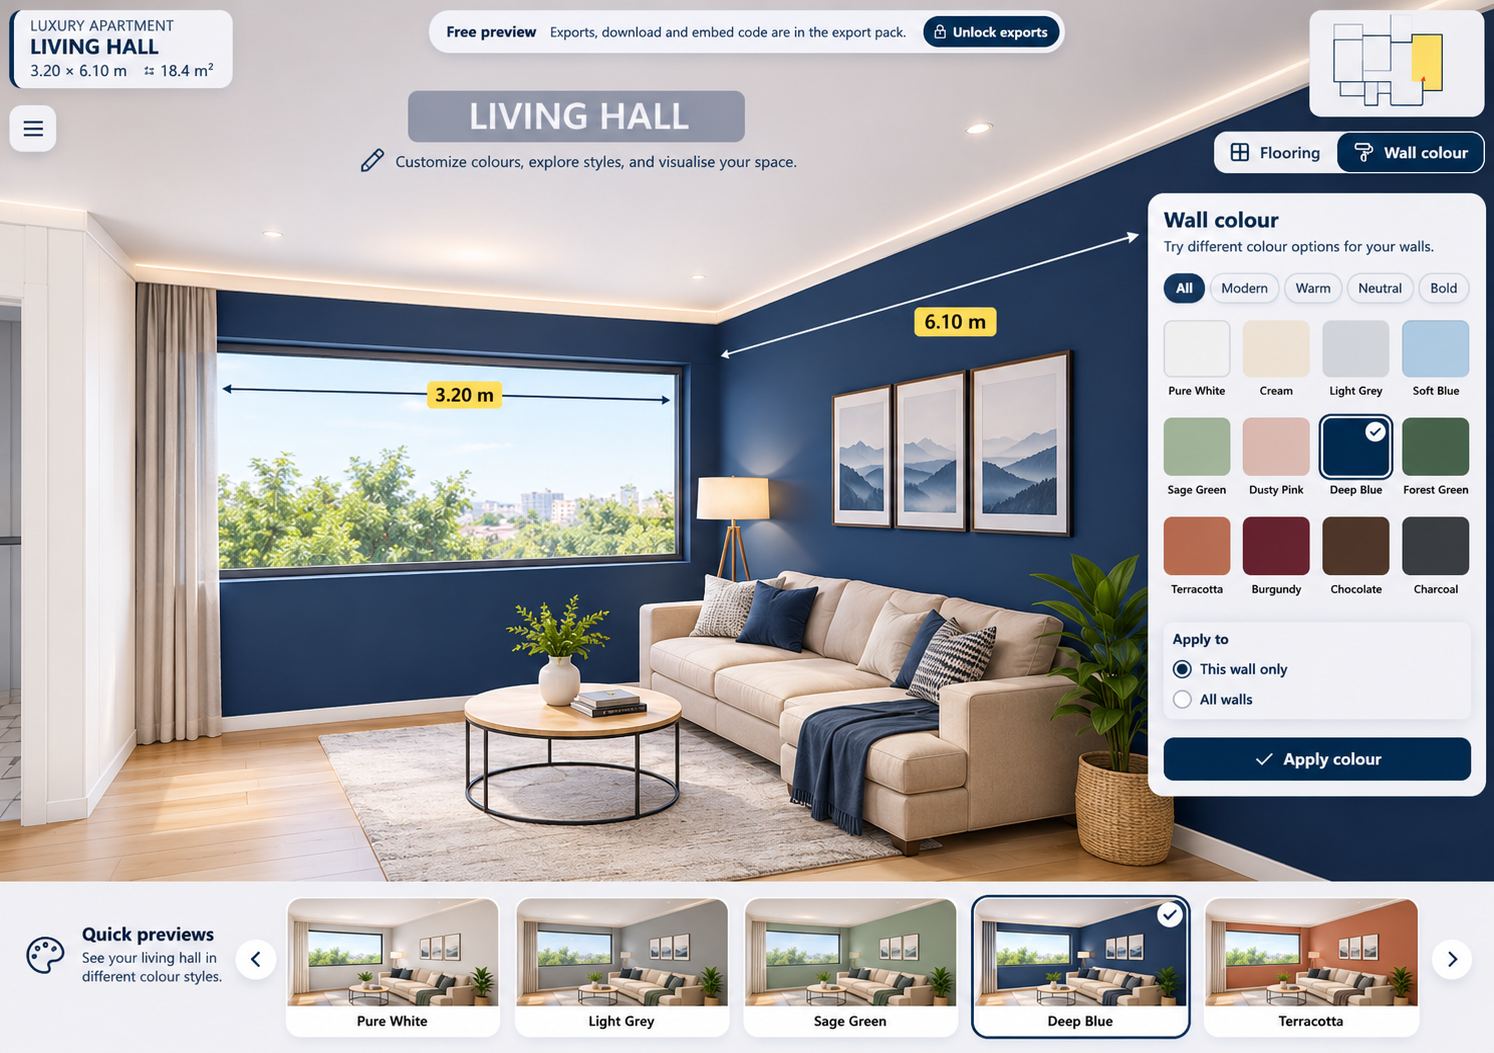 LUXURY APARTMENT
LIVING HALL
3.20 × 6.10 m 18.4 m²
Free preview Exports, download and embed code are in the export pack. Unlock exports
LIVING HALL
Customize colours, explore styles, and visualise your space.
Flooring Wall colour
Wall colour
Try different colour options for your walls.
All Modern Warm Neutral Bold
Pure White Cream Light Grey Soft Blue
Sage Green Dusty Pink Deep Blue Forest Green
Terracotta Burgundy Chocolate Charcoal
Apply to
This wall only
All walls
Apply colour
6.10 m
3.20 m
Quick previews
See your living hall in
different colour styles.
Pure White Light Grey Sage Green Deep Blue Terracotta